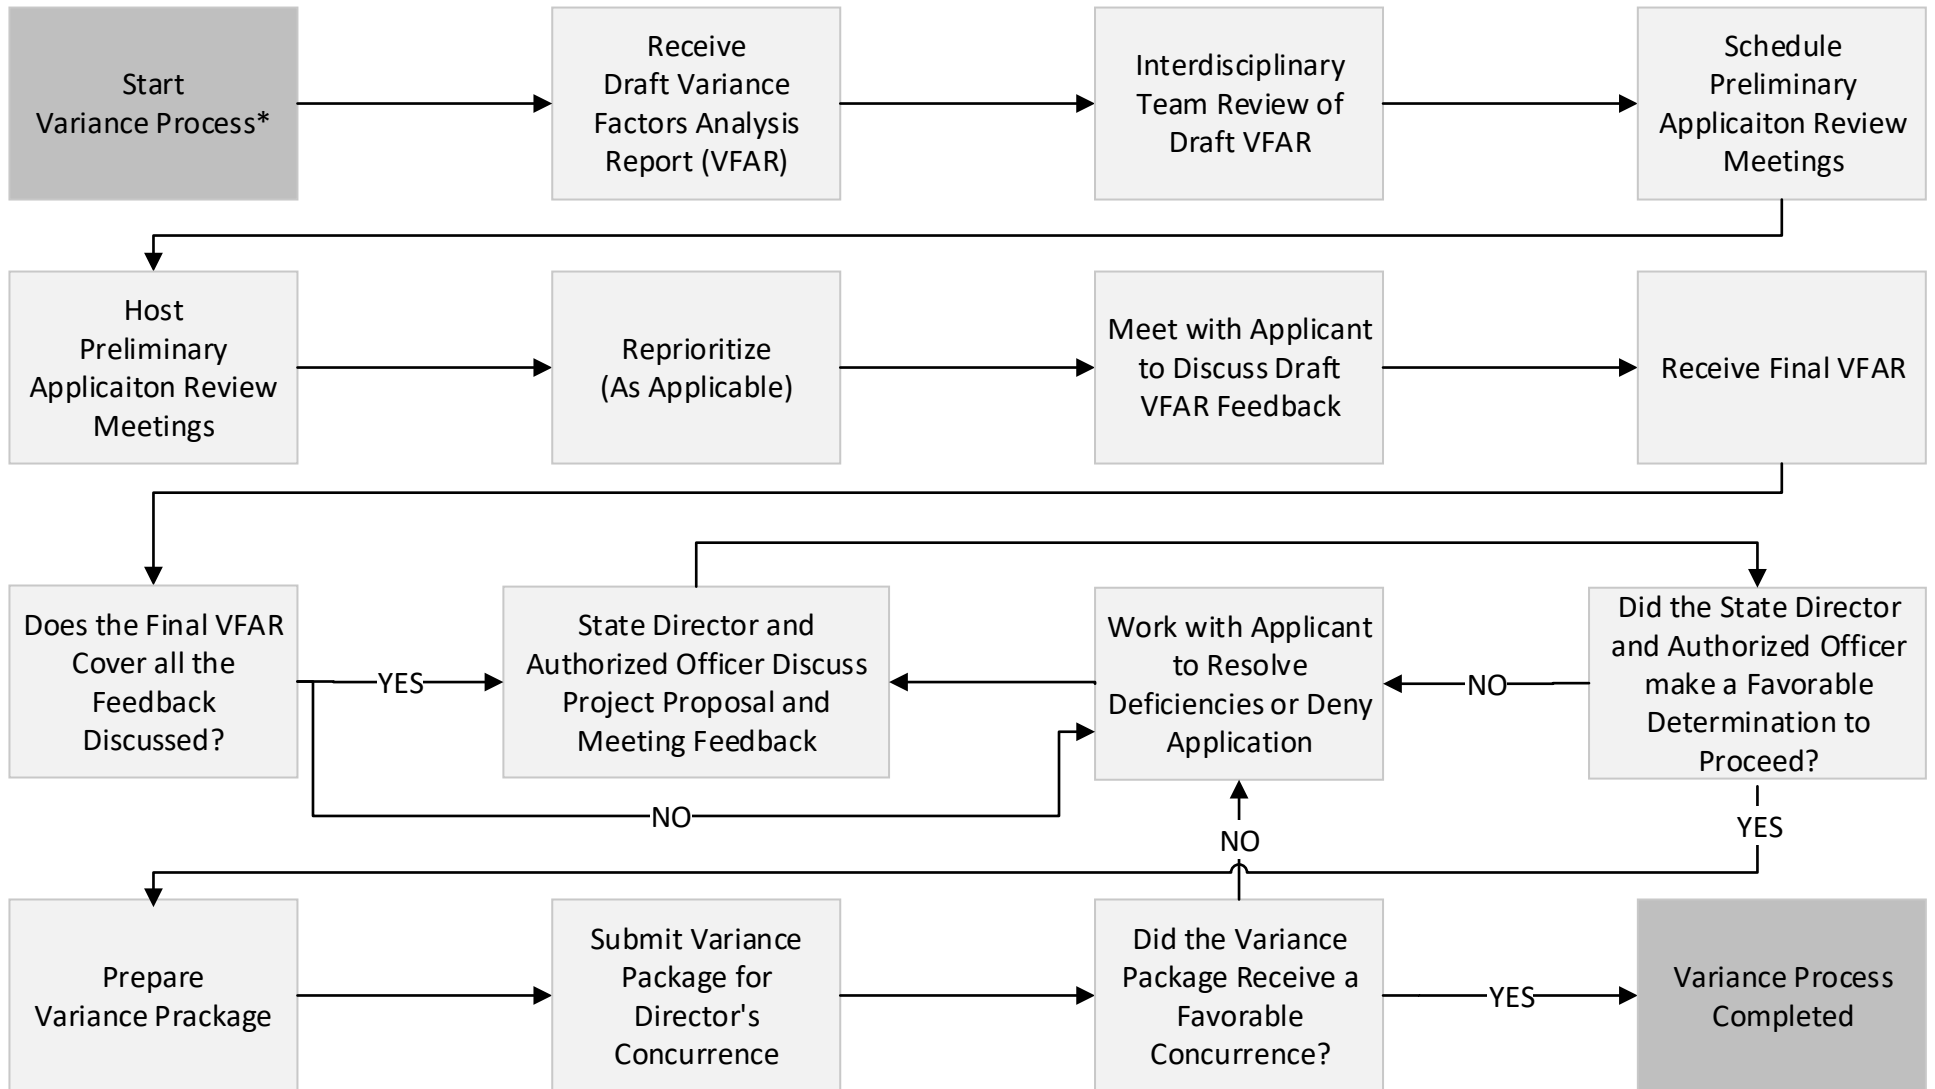 Start
Variance Process*
Receive
Draft Variance
Factors Analysis
Report (VFAR)
Interdisciplinary
Team Review of
Draft VFAR
Schedule
Preliminary
Applicaiton Review
Meetings
Host
Preliminary
Applicaiton Review
Meetings
Reprioritize
(As Applicable)
Meet with Applicant
to Discuss Draft
VFAR Feedback
Receive Final VFAR
Does the Final VFAR
Cover all the
Feedback
Discussed?
YES
NO
State Director and
Authorized Officer Discuss
Project Proposal and
Meeting Feedback
Work with Applicant
to Resolve
Deficiencies or Deny
Application
NO
Did the State Director
and Authorized Officer
make a Favorable
Determination to
Proceed?
YES
NO
Prepare
Variance Prackage
Submit Variance
Package for
Director's
Concurrence
Did the Variance
Package Receive a
Favorable
Concurrence?
YES
Variance Process
Completed